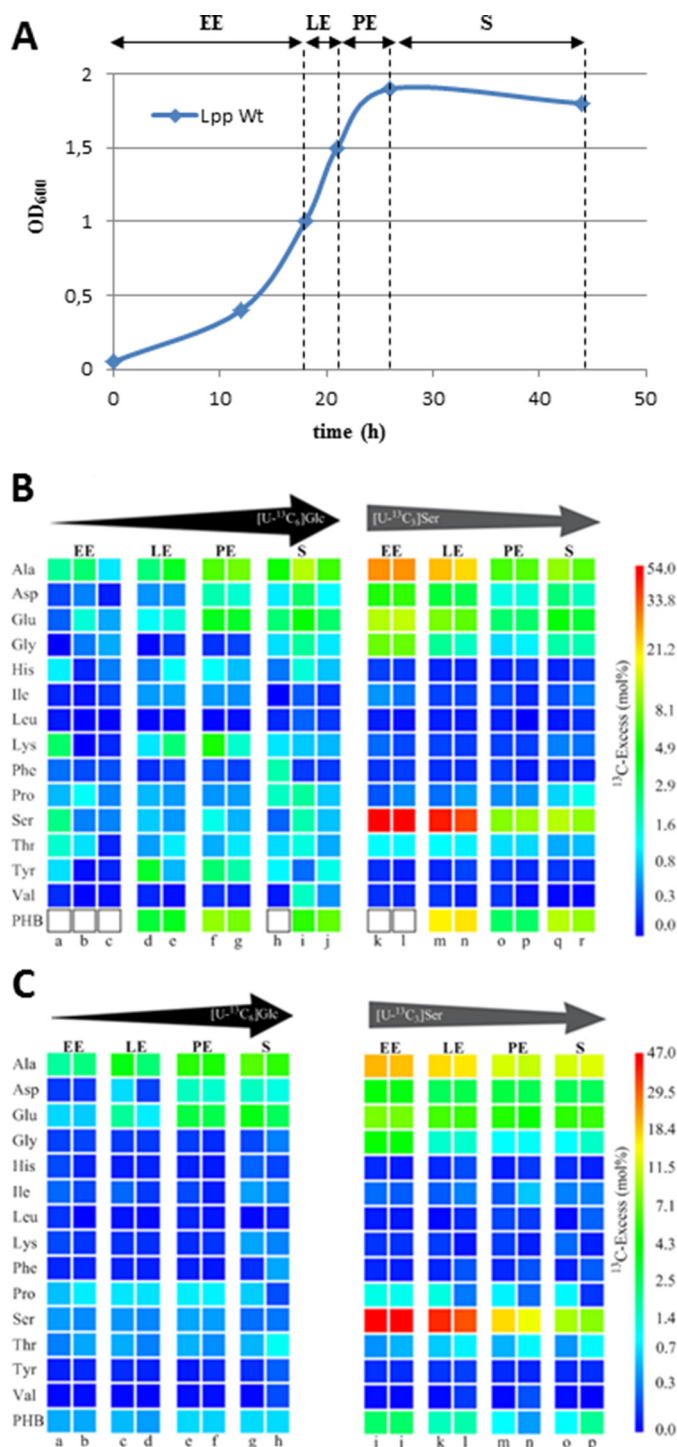 A
EE LE PE S
2
Lpp Wt
1,5
OD600
1
0,5
0
0 10 20 30 40 50
time (h)
B
[U-13C6]Glc [U-13C3]Ser
EE LE PE S EE LE PE S
Ala
Asp
Glu
Gly
His
Ile
Leu
Lys
Phe
Pro
Ser
Thr
Tyr
Val
PHB
a b c d e f g h i j k l m n o p q r
54.0
33.8
21.2
8.1
4.9
2.9
1.6
0.8
0.3
0.0
13C-Excess (mol%)
C
[U-13C6]Glc [U-13C3]Ser
EE LE PE S EE LE PE S
Ala
Asp
Glu
Gly
His
Ile
Leu
Lys
Phe
Pro
Ser
Thr
Tyr
Val
PHB
a b c d e f g h i j k l m n o p
47.0
29.5
18.4
11.5
7.1
4.3
2.5
1.4
0.7
0.3
0.0
13C-Excess (mol%)